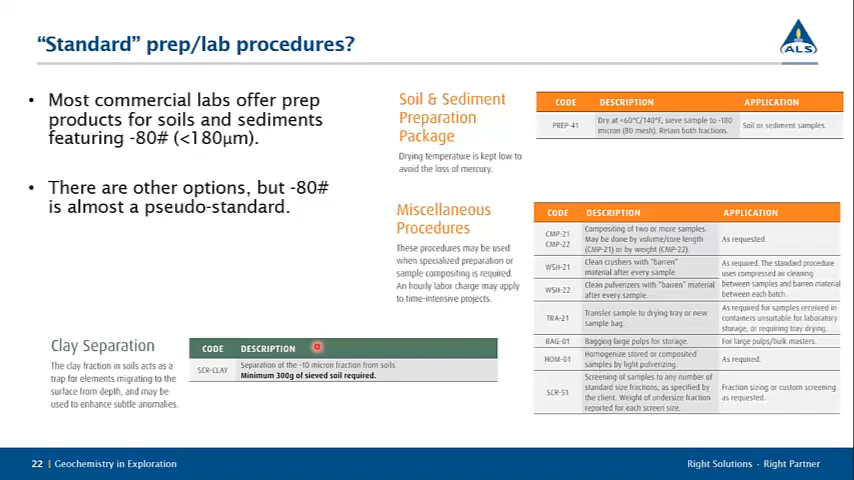 “Standard” prep/lab procedures?
ALS
• Most commercial labs offer prep
products for soils and sediments
featuring -80# (<180μm).
• There are other options, but -80#
is almost a pseudo-standard.
Soil & Sediment
Preparation
Package
Drying temperature is kept low to
avoid the loss of mercury.
CODE DESCRIPTION APPLICATION
PREP-41 Dry at <60°C/140°F, sieve sample to -180
micron (80 mesh). Retain both fractions. Soil or sediment samples.
Miscellaneous
Procedures
These procedures may be used
when specialized preparation or
sample compositing is required.
An hourly labor charge may apply
to time-intensive projects.
CODE DESCRIPTION APPLICATION
CMP-21
CMP-22
Compositing of two or more samples.
May be done by volume/core length
(CMP-21) or by weight (CMP-22).
As requested.
WSH-21
Clean crushers with “barren”
material after every sample.
WSH-22
Clean pulverizers with “barren” material
after every sample.
As required. The standard procedure
uses compressed air cleaning
between samples and barren material
between each batch.
TRA-21
Transfer sample to drying tray or new
sample bag.
As required for samples received in
containers unsuitable for laboratory
storage, or requiring tray drying.
BAG-01 Bagging large pulps for storage. For large pulps/bulk masters.
HOM-01
Homogenize stored or composited
samples by light pulverizing.
As required.
SCR-51
Screening of samples to any number of
standard size fractions, as specified by
the client. Weight of undersize fraction
reported for each screen size.
Fraction sizing or custom screening
as requested.
Clay Separation
The clay fraction in soils acts as a
trap for elements migrating to the
surface from depth, and may be
used to enhance subtle anomalies.
CODE DESCRIPTION
SCR-CLAY
Separation of the -10 micron fraction from soils
Minimum 300g of sieved soil required.
22 | Geochemistry in Exploration
Right Solutions · Right Partner